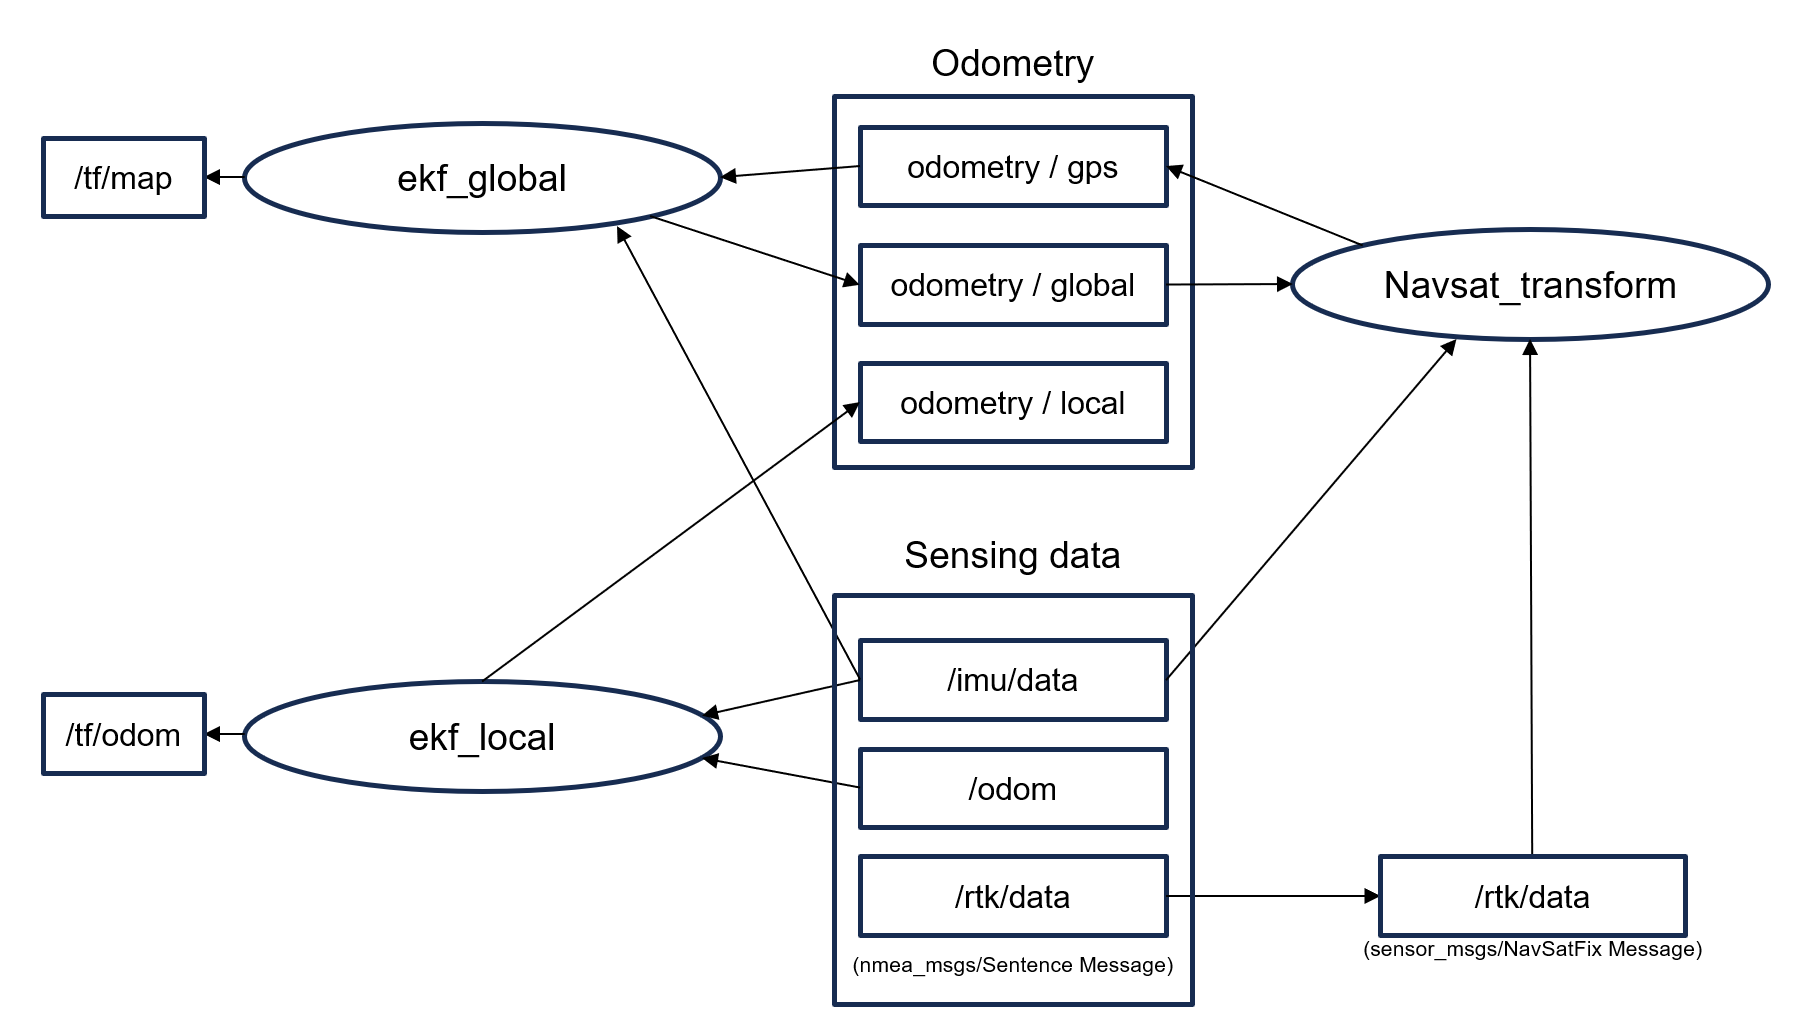 Odometry
/tf/map
ekf_global
odometry / gps
odometry / global
Navsat_transform
odometry / local
Sensing data
/imu/data
/tf/odom
ekf_local
/odom
/rtk/data
/rtk/data
(nmea_msgs/Sentence Message)
(sensor_msgs/NavSatFix Message)